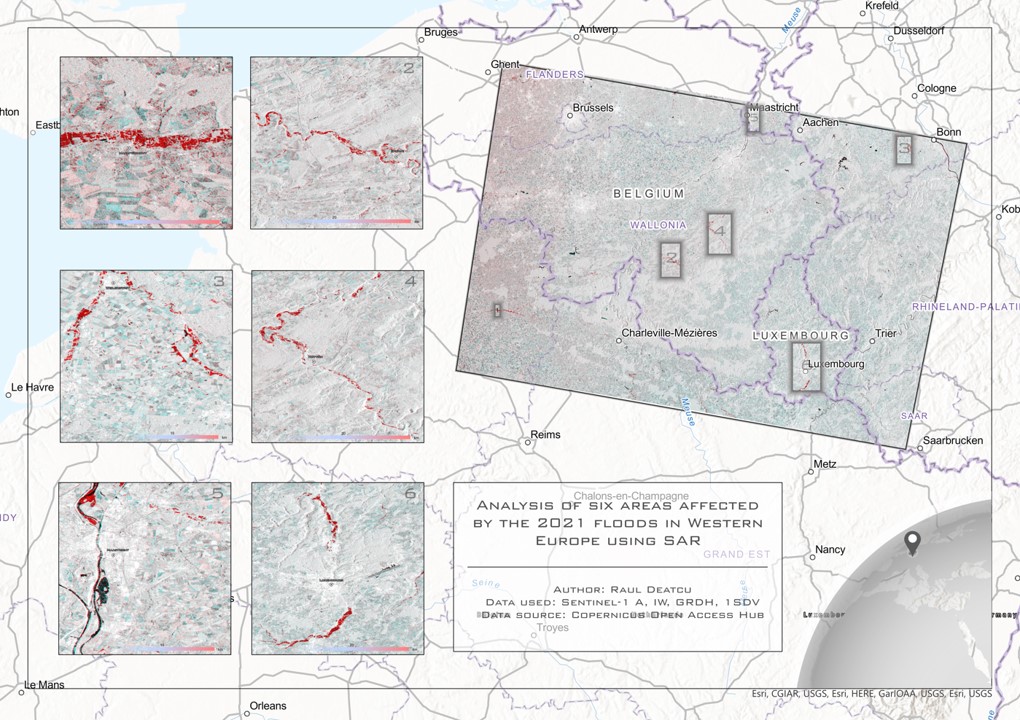 Krefeld
Bruges
Antwerp
Meuse
Dusseldorf
Ghent
FLANDERS
1
2
Cologne
Brussels
Maastricht
hton
Eastb
Aachen
5
Bonn
3
BELGIUM
Kob
WALLONIA
4
2
3
4
RHINELAND-PALATI
1
Charleville-Mézières
LUXEMBOURG
Trier
Luxembourg
6
Le Havre
Meuse
SAAR
Reims
Saarbrucken
Metz
5
6
Chalons-en-Champagne
ANALYSIS OF SIX AREAS AFFECTED
BY THE 2021 FLOODS IN WESTERN
EUROPE USING SAR
NDY
GRAND EST
Nancy
Seine
AUTHOR: RAUL DEATCU
DATA USED: SENTINEL-1 A, IW, GRDH, 1SDV
DATA SOURCE: COPERNICUS OPEN ACCESS HUB
Troyes
Le Mans
Esri, CGIAR, USGS, Esri, HERE, GarIOAA, USGS, Esri, USGS
Orleans